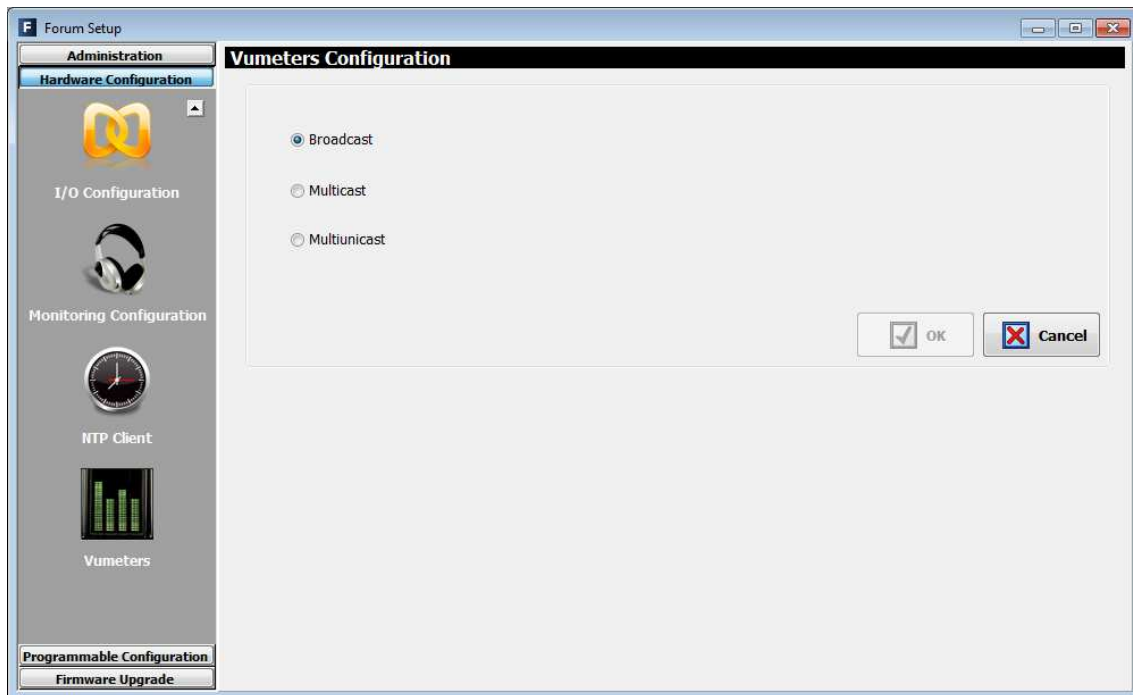 F Forum Setup
Administration
Hardware Configuration
I/O Configuration
Monitoring Configuration
NTP Client
Vumeters
Programmable Configuration
Firmware Upgrade
Vumeters Configuration
Broadcast
Multicast
Multiunicast
OK
Cancel